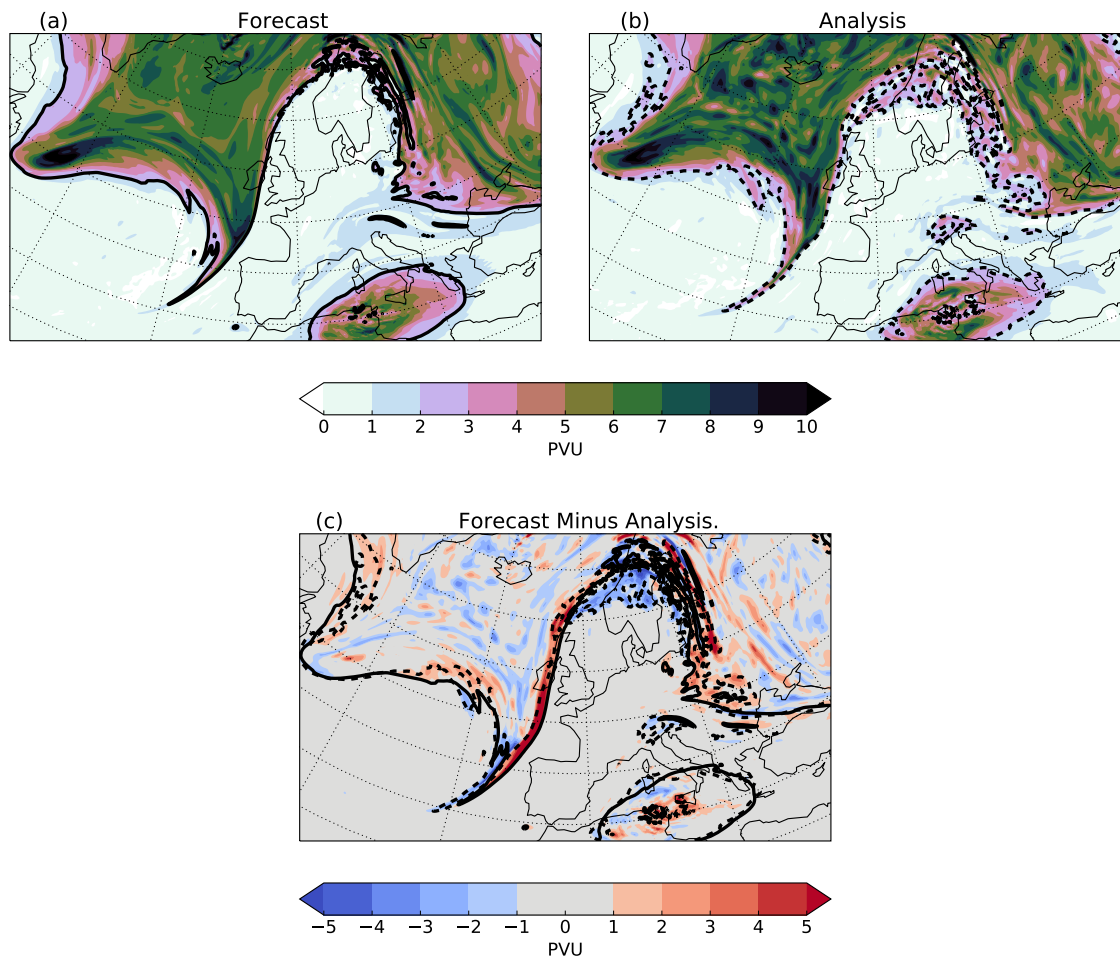 (a) Forecast
(b) Analysis
0 1 2 3 4 5 6 7 8 9 10
PVU
(c) Forecast Minus Analysis.
−5 −4 −3 −2 −1 0 1 2 3 4 5
PVU